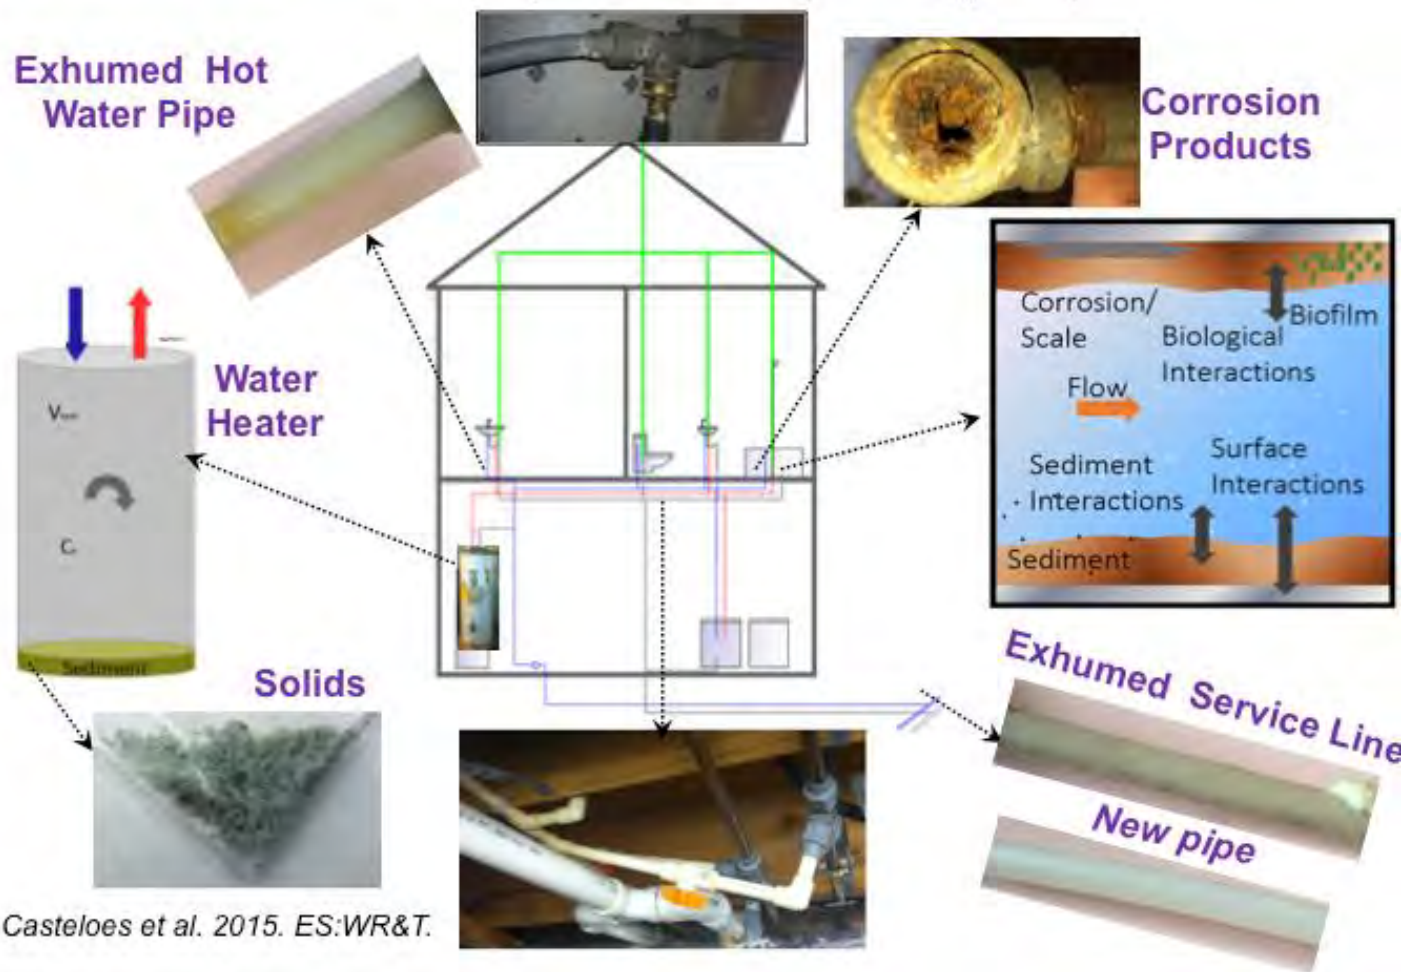 Exhumed Hot
Water Pipe
Corrosion
Products
Water
Heater
Sediment
Solids
Corrosion/
Scale
Biofilm
Biological
Interactions
Flow
Sediment
Interactions
Surface
Interactions
Sediment
Exhumed Service Line
New pipe
Casteloes et al. 2015. ES:WR&T.